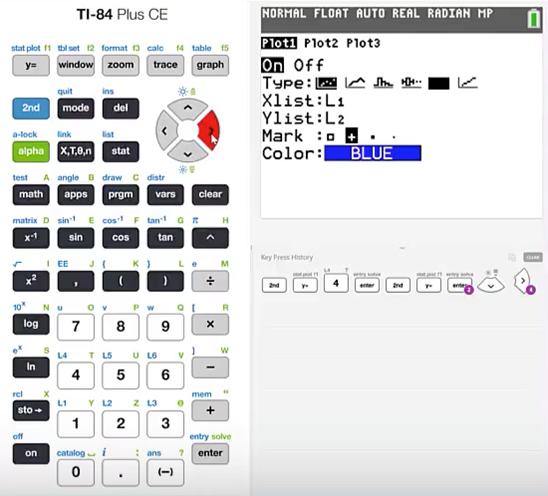 TI-84 Plus CE
stat plot f1 tbl set f2 format f3 calc f4 table f5
y= window zoom trace graph
quit ins
2nd mode del
a-lock link list
alpha X,T,θ,n stat
test A angle B draw C distr
math apps prgm vars clear
matrix D sin⁻¹ E cos⁻¹ F tan⁻¹ G π H
x⁻¹ sin cos tan ^
√ I EE J { K } L e M
x² , ( ) ÷
10ˣ N u O v P w Q [ R
log 7 8 9 ×
eˣ S L4 T L5 U L6 V ] W
ln 4 5 6 −
rcl X L1 Y L2 Z L3 θ mem "
sto→ 1 2 3 +
off catalog i : ans ? entry solve
on 0 . (−) enter
NORMAL FLOAT AUTO REAL RADIAN MP
Plot1 Plot2 Plot3
On Off
Type:
Xlist:L1
Ylist:L2
Mark : + .
Color: BLUE
Key Press History CLEAR
stat plot f1 L4 T entry solve stat plot f1 entry solve
2nd y= 4 enter 2nd y= enter 2 > 4